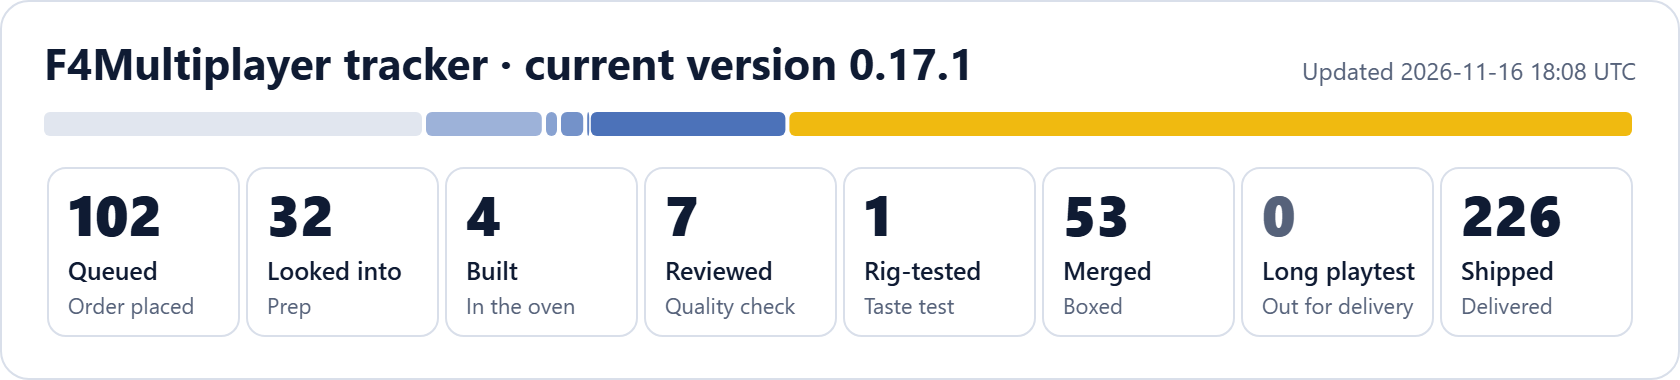 F4Multiplayer tracker · current version 0.17.1
Updated 2026-11-16 18:08 UTC
102
Queued
Order placed
32
Looked into
Prep
4
Built
In the oven
7
Reviewed
Quality check
1
Rig-tested
Taste test
53
Merged
Boxed
0
Long playtest
Out for delivery
226
Shipped
Delivered